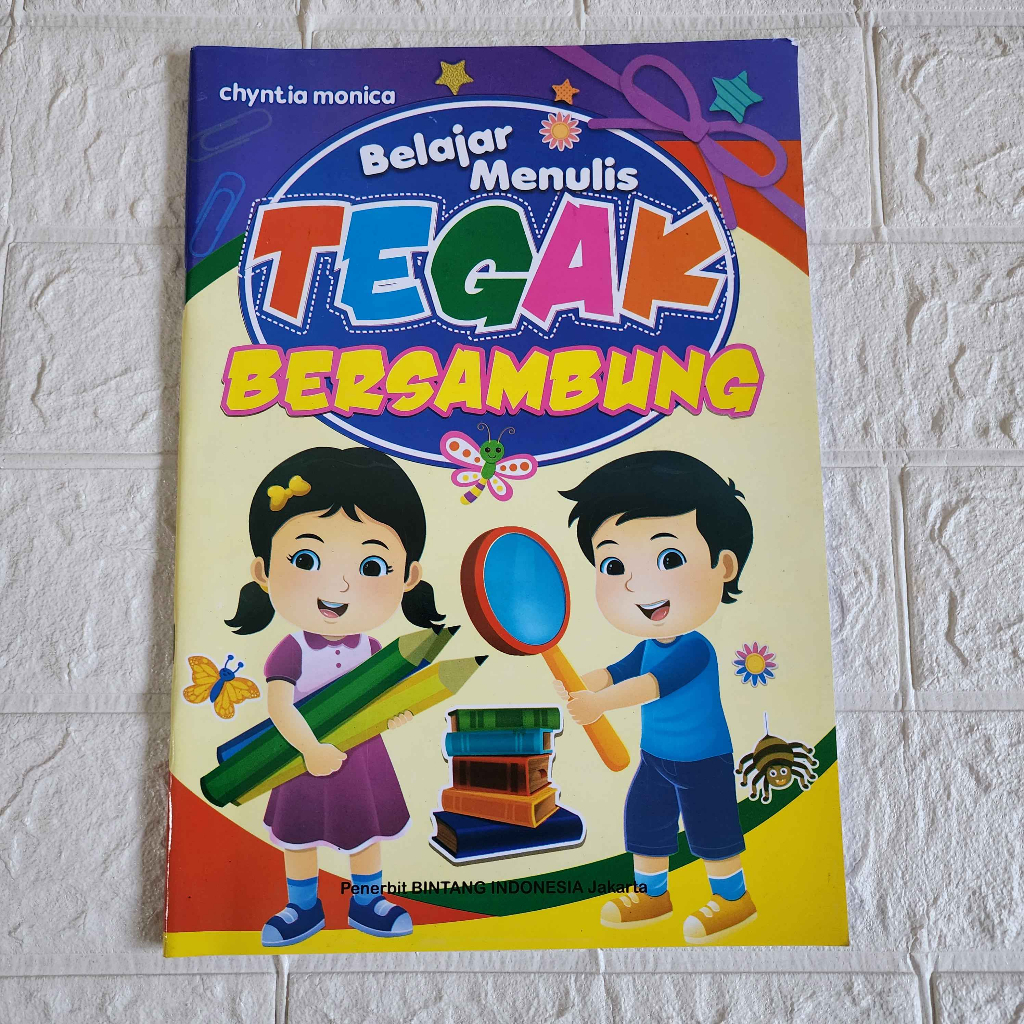 chyntia monica
Belajar
Menulis
TEGAK
BERSAMBUNG
Penerbit BINTANG INDONESIA Jakarta